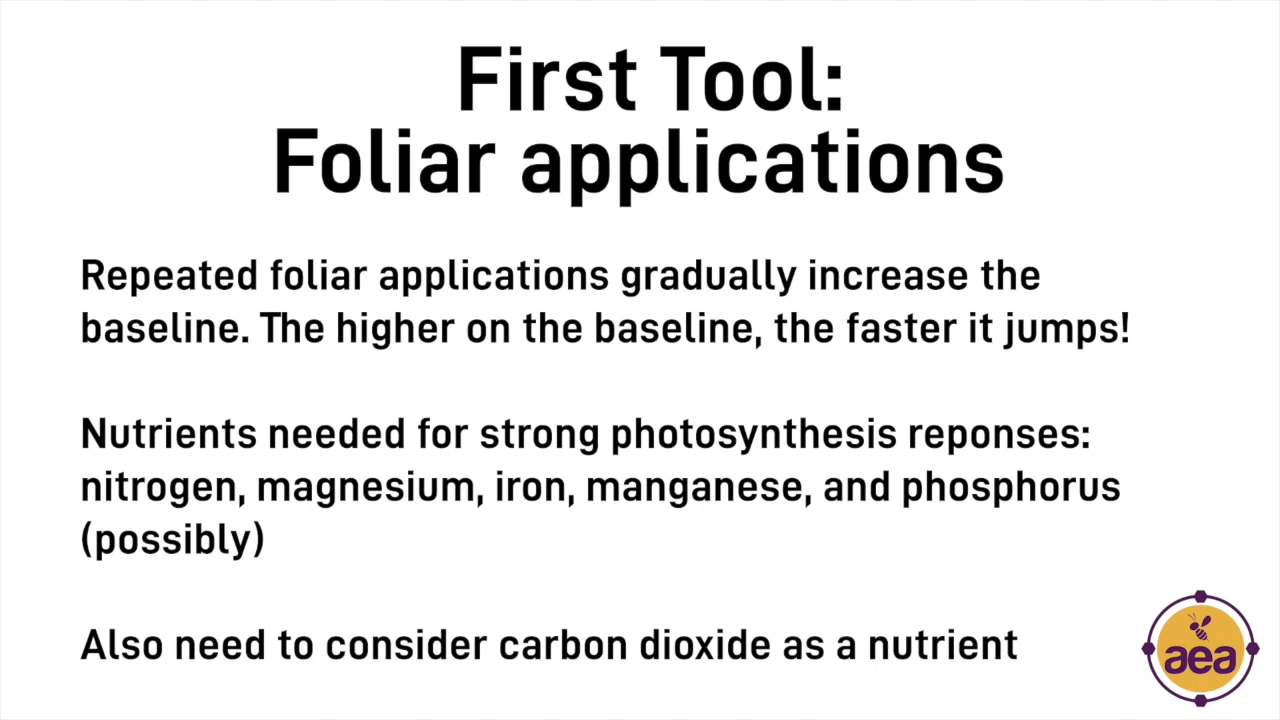 First Tool:
Foliar applications
Repeated foliar applications gradually increase the
baseline. The higher on the baseline, the faster it jumps!
Nutrients needed for strong photosynthesis reponses:
nitrogen, magnesium, iron, manganese, and phosphorus
(possibly)
Also need to consider carbon dioxide as a nutrient
aea